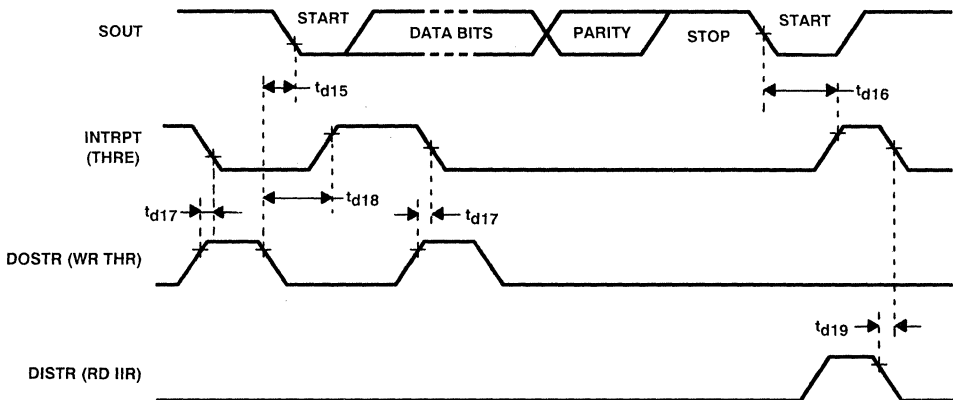 SOUT
START
DATA BITS
PARITY
STOP
START
td15
td16
INTRPT
(THRE)
td17
td18
td17
DOSTR (WR THR)
td19
DISTR (RD IIR)